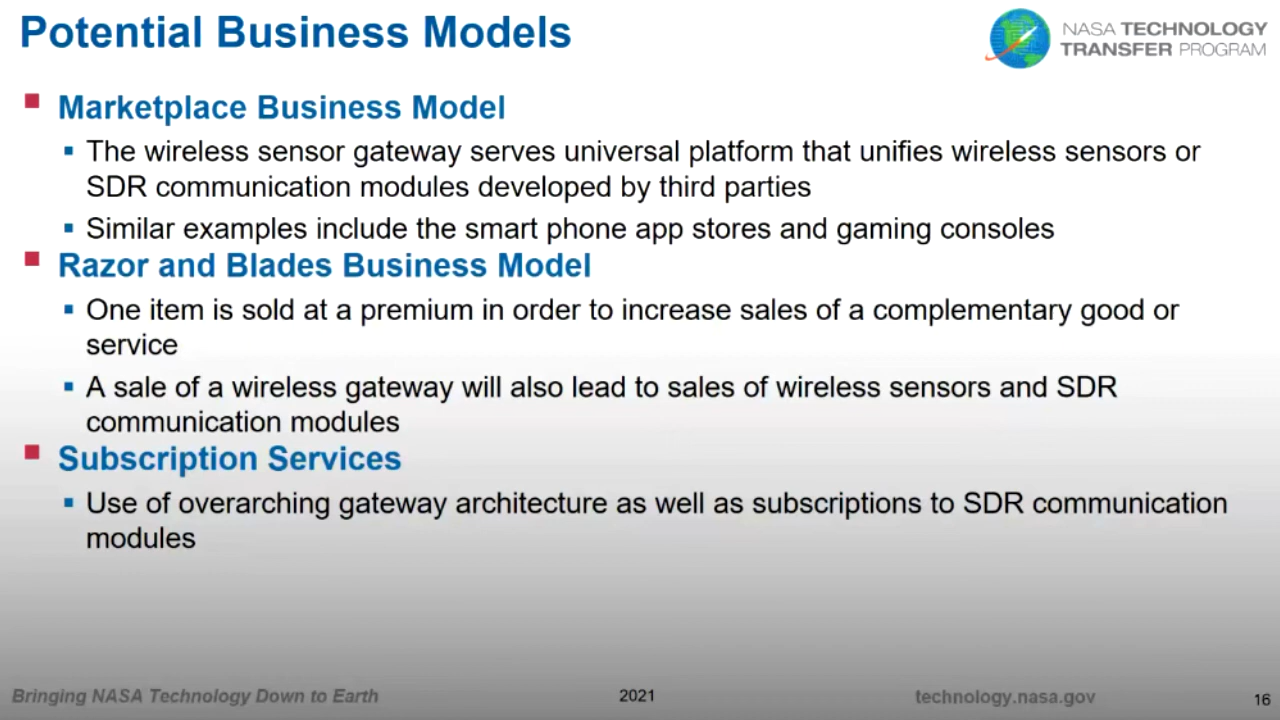 Potential Business Models
NASA TECHNOLOGY
TRANSFER PROGRAM
Marketplace Business Model
The wireless sensor gateway serves universal platform that unifies wireless sensors or
SDR communication modules developed by third parties
Similar examples include the smart phone app stores and gaming consoles
Razor and Blades Business Model
One item is sold at a premium in order to increase sales of a complementary good or
service
A sale of a wireless gateway will also lead to sales of wireless sensors and SDR
communication modules
Subscription Services
Use of overarching gateway architecture as well as subscriptions to SDR communication
modules
Bringing NASA Technology Down to Earth
2021
technology.nasa.gov
16